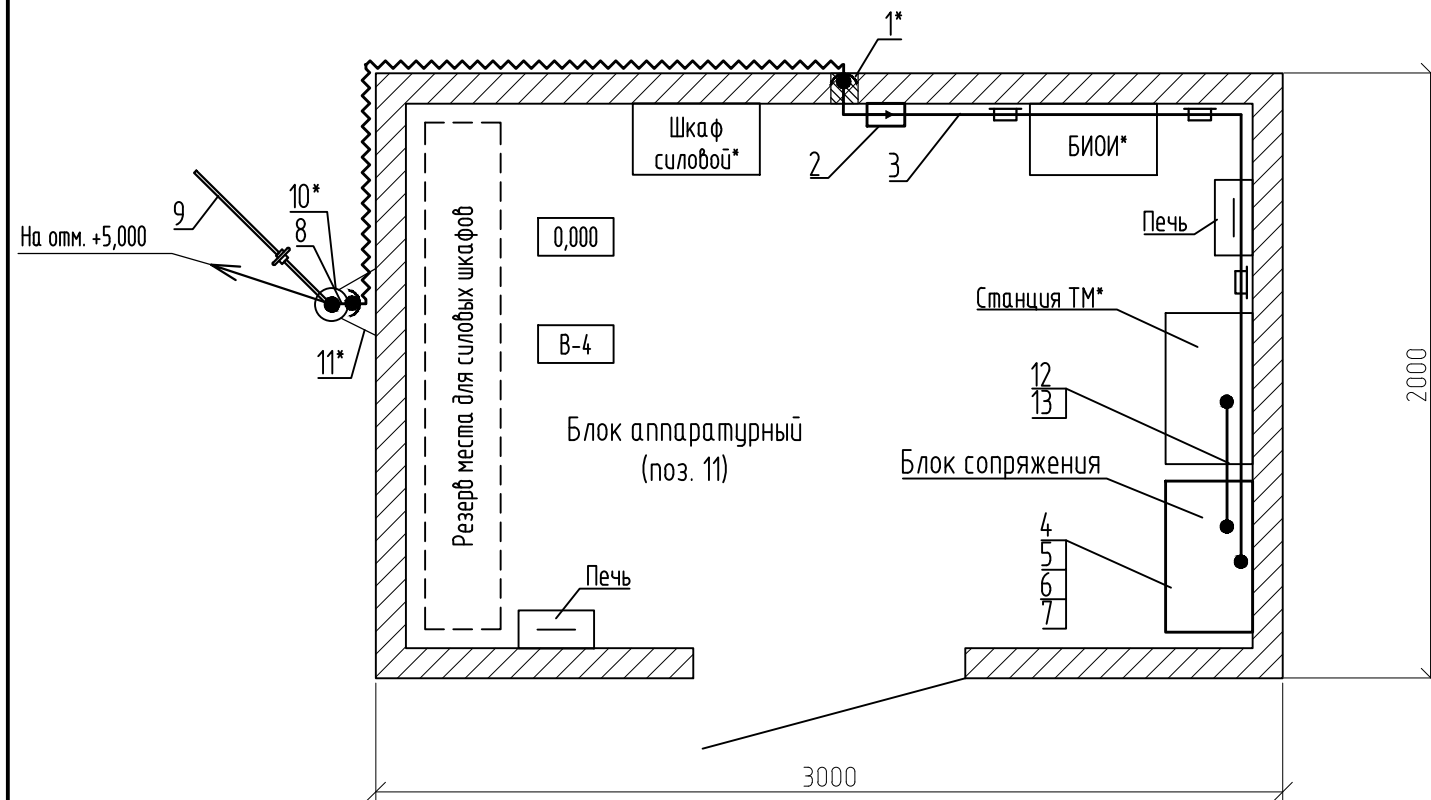 1*
Шкаф
силовой*
2
3
БИОИ*
9
10*
8
На отм. +5,000
11*
Резерв места для силовых шкафов
0,000
В-4
Печь
Станция ТМ*
12
13
Блок аппаратурный
(поз. 11)
Блок сопряжения
4
5
6
7
Печь
2000
3000